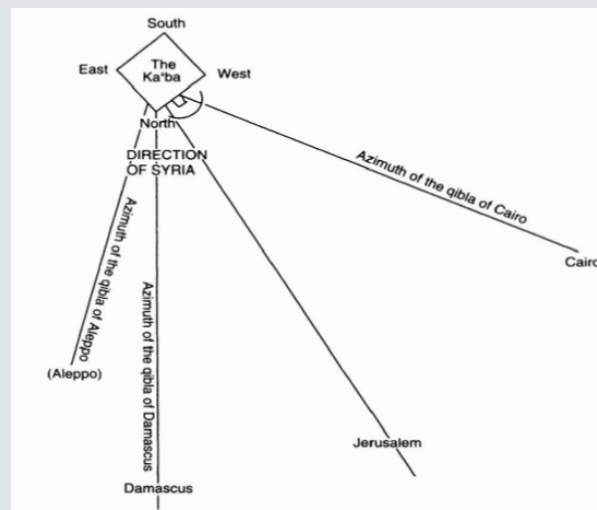 South
East
The
Ka'ba
West
North
DIRECTION
OF SYRIA
Azimuth of the qibla of Cairo
Cairo
Azimuth of the qibla of Aleppo
(Aleppo)
Azimuth of the qibla of Damascus
Jerusalem
Damascus